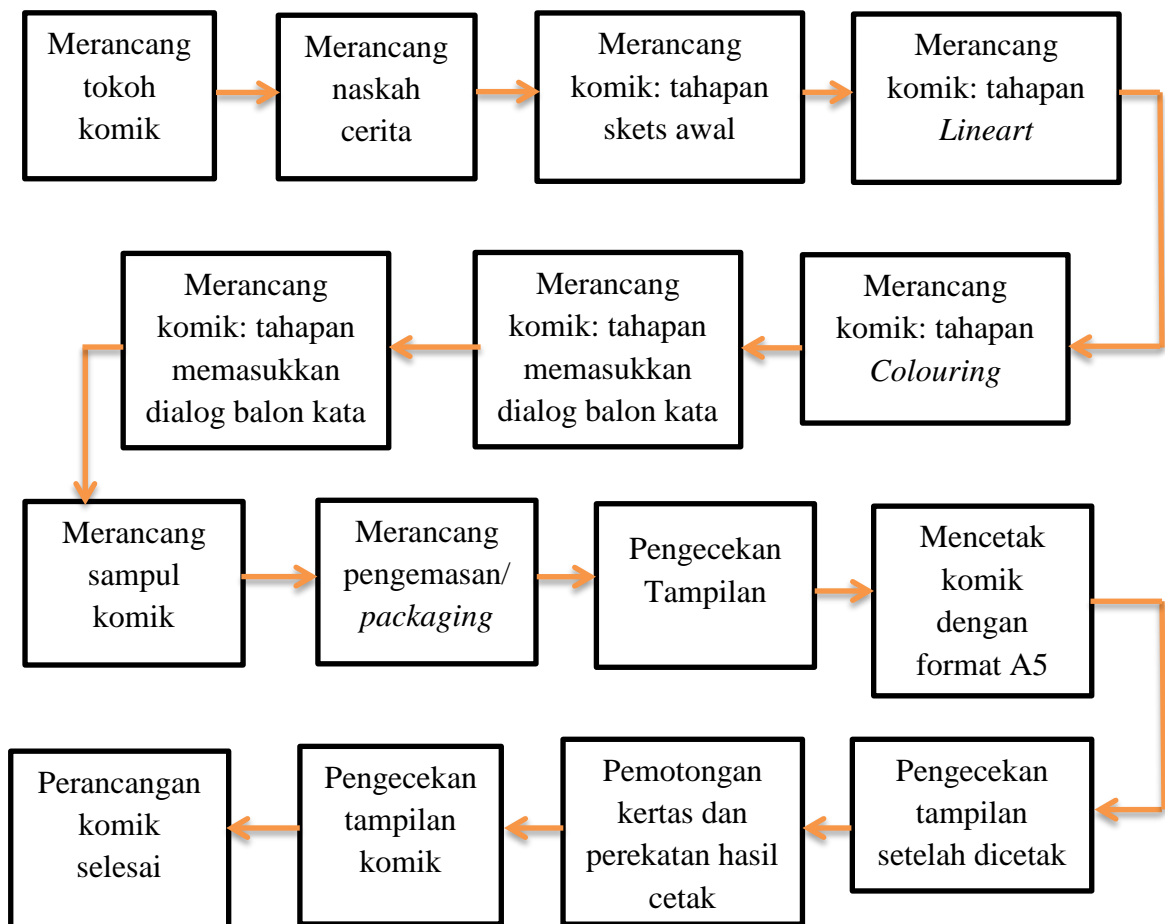 Merancang
tokoh
komik
Merancang
naskah
cerita
Merancang
komik: tahapan
skets awal
Merancang
komik: tahapan
Lineart
Merancang
komik: tahapan
Colouring
Merancang
komik: tahapan
memasukkan
dialog balon kata
Merancang
komik: tahapan
memasukkan
dialog balon kata
Merancang
sampul
komik
Merancang
pengemasan/
packaging
Pengecekan
Tampilan
Mencetak
komik
dengan
format A5
Pengecekan
tampilan
setelah dicetak
Pemotongan
kertas dan
perekatan hasil
cetak
Pengecekan
tampilan
komik
Perancangan
komik
selesai